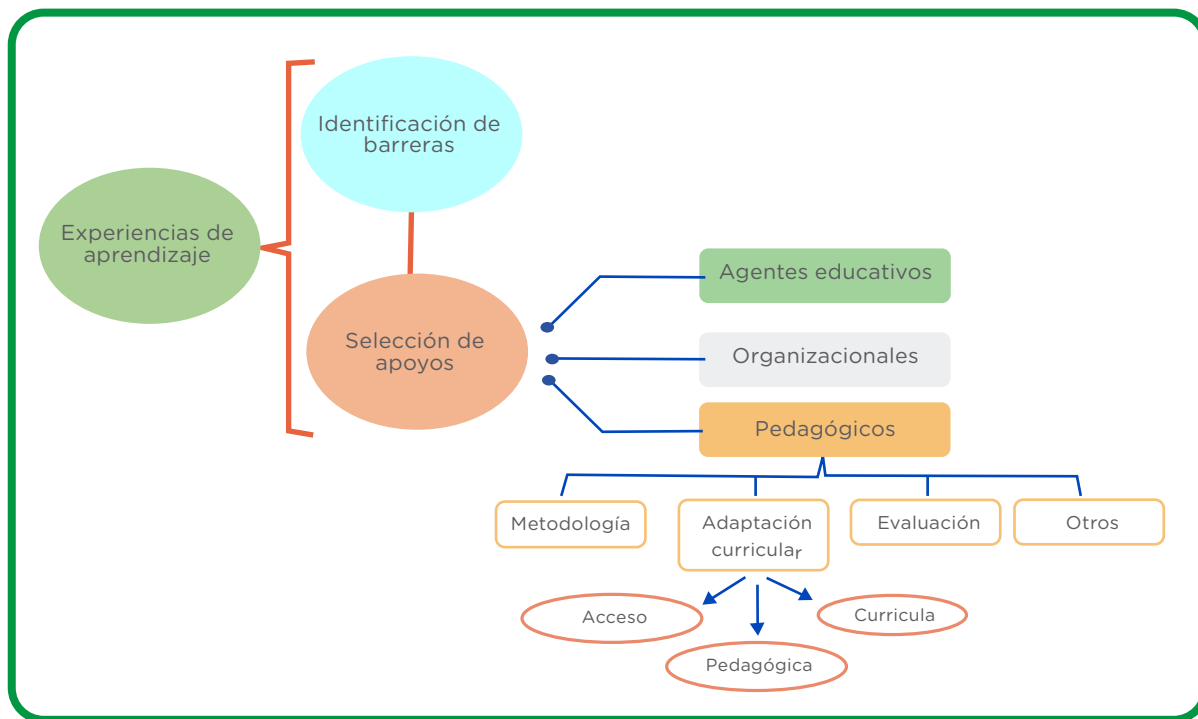 Identificación de
barreras
Experiencias de
aprendizaje
Selección de
apoyos
Agentes educativos
Organizacionales
Pedagógicos
Metodología
Adaptación
curricular
Evaluación
Otros
Acceso
Pedagógica
Curricula